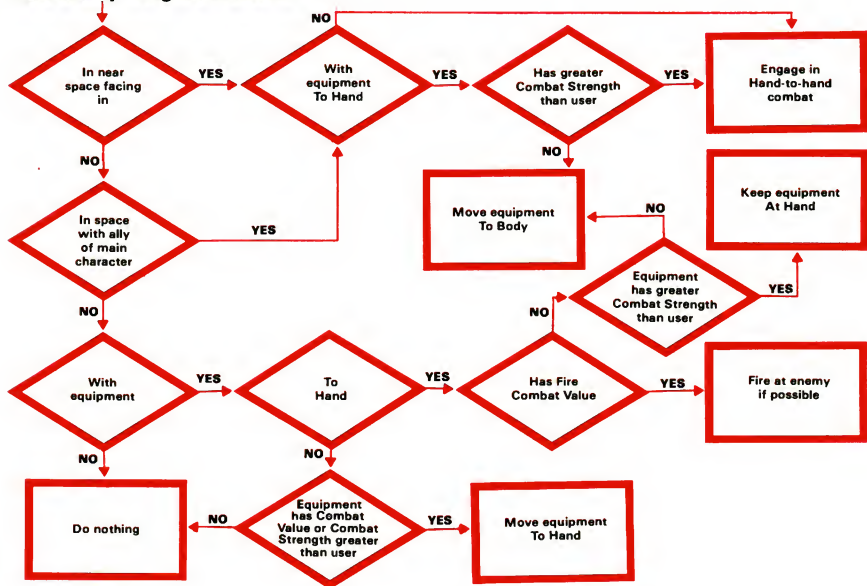 NO
In near
space facing
in
YES
With
equipment
To Hand
YES
Has greater
Combat Strength
than user
YES
Engage in
Hand-to-hand
combat
NO
NO
In space
with ally
of main
character
YES
Move equipment
To Body
NO
Keep equipment
At Hand
Equipment
has greater
Combat Strength
than user
YES
NO
NO
With
equipment
YES
To
Hand
YES
Has Fire
Combat Value
YES
Fire at enemy
if possible
NO
NO
Do nothing
NO
Equipment
has Combat
Value or Combat
Strength greater
than user
YES
Move equipment
To Hand